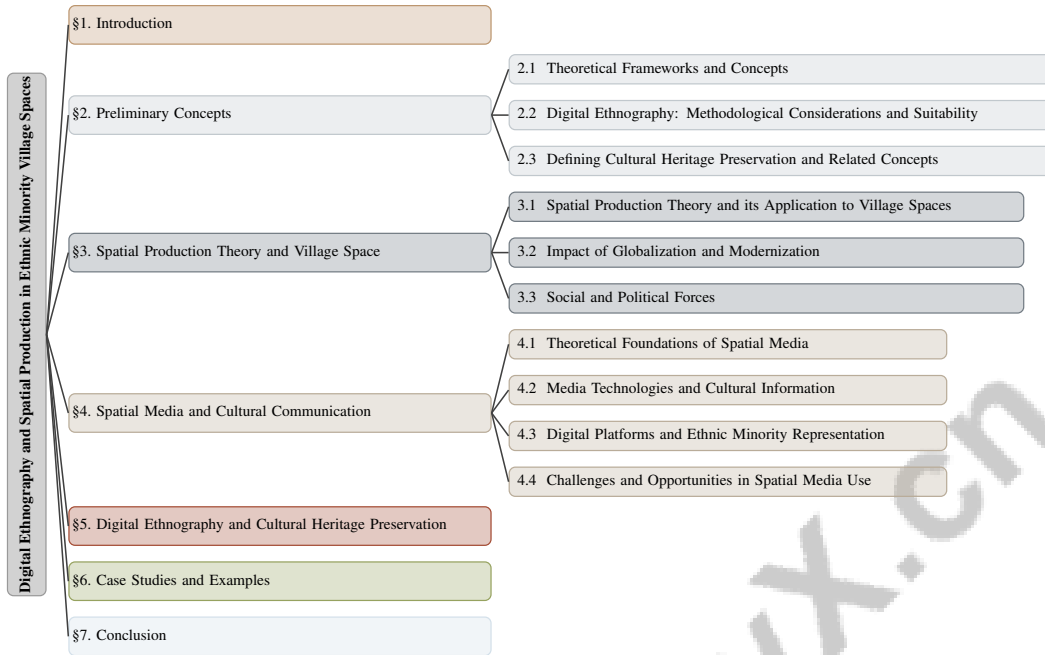 Digital Ethnography and Spatial Production in Ethnic Minority Village Spaces
§1. Introduction
§2. Preliminary Concepts
2.1 Theoretical Frameworks and Concepts
2.2 Digital Ethnography: Methodological Considerations and Suitability
2.3 Defining Cultural Heritage Preservation and Related Concepts
§3. Spatial Production Theory and Village Space
3.1 Spatial Production Theory and its Application to Village Spaces
3.2 Impact of Globalization and Modernization
3.3 Social and Political Forces
§4. Spatial Media and Cultural Communication
4.1 Theoretical Foundations of Spatial Media
4.2 Media Technologies and Cultural Information
4.3 Digital Platforms and Ethnic Minority Representation
4.4 Challenges and Opportunities in Spatial Media Use
§5. Digital Ethnography and Cultural Heritage Preservation
§6. Case Studies and Examples
§7. Conclusion
wx.cn